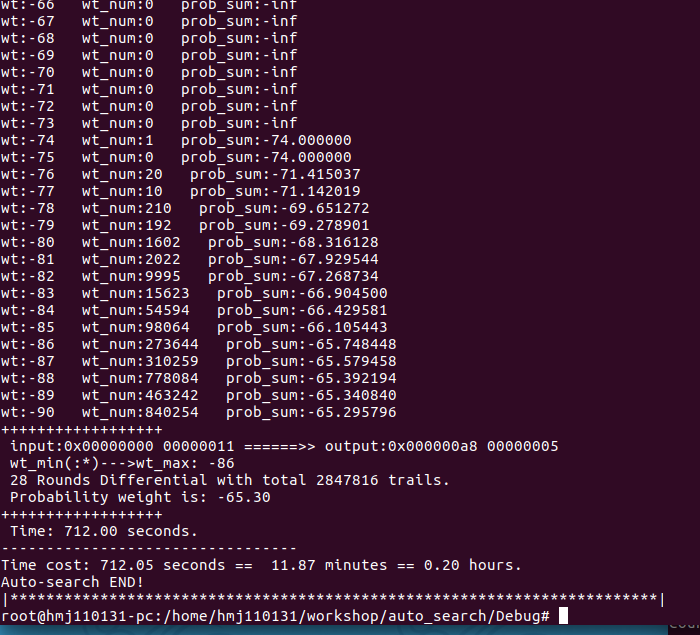 wt:-66   wt_num:0   prob_sum:-inf
wt:-67   wt_num:0   prob_sum:-inf
wt:-68   wt_num:0   prob_sum:-inf
wt:-69   wt_num:0   prob_sum:-inf
wt:-70   wt_num:0   prob_sum:-inf
wt:-71   wt_num:0   prob_sum:-inf
wt:-72   wt_num:0   prob_sum:-inf
wt:-73   wt_num:0   prob_sum:-inf
wt:-74   wt_num:1   prob_sum:-74.000000
wt:-75   wt_num:0   prob_sum:-74.000000
wt:-76   wt_num:20   prob_sum:-71.415037
wt:-77   wt_num:10   prob_sum:-71.142019
wt:-78   wt_num:210   prob_sum:-69.651272
wt:-79   wt_num:192   prob_sum:-69.278901
wt:-80   wt_num:1602   prob_sum:-68.316128
wt:-81   wt_num:2022   prob_sum:-67.929544
wt:-82   wt_num:9995   prob_sum:-67.268734
wt:-83   wt_num:15623   prob_sum:-66.904500
wt:-84   wt_num:54594   prob_sum:-66.429581
wt:-85   wt_num:98064   prob_sum:-66.105443
wt:-86   wt_num:273644   prob_sum:-65.748448
wt:-87   wt_num:310259   prob_sum:-65.579458
wt:-88   wt_num:778084   prob_sum:-65.392194
wt:-89   wt_num:463242   prob_sum:-65.340840
wt:-90   wt_num:840254   prob_sum:-65.295796
++++++++++++++++++
 input:0x00000000 00000011 ======>> output:0x000000a8 00000005
 wt_min(:*)--->wt_max: -86
 28 Rounds Differential with total 2847816 trails.
 Probability weight is: -65.30
++++++++++++++++++
 Time: 712.00 seconds.
---------------------------------
Time cost: 712.05 seconds ==  11.87 minutes == 0.20 hours.
Auto-search END!
|************************************************************************|
root@hmj110131-pc:/home/hmj110131/workshop/auto_search/Debug#